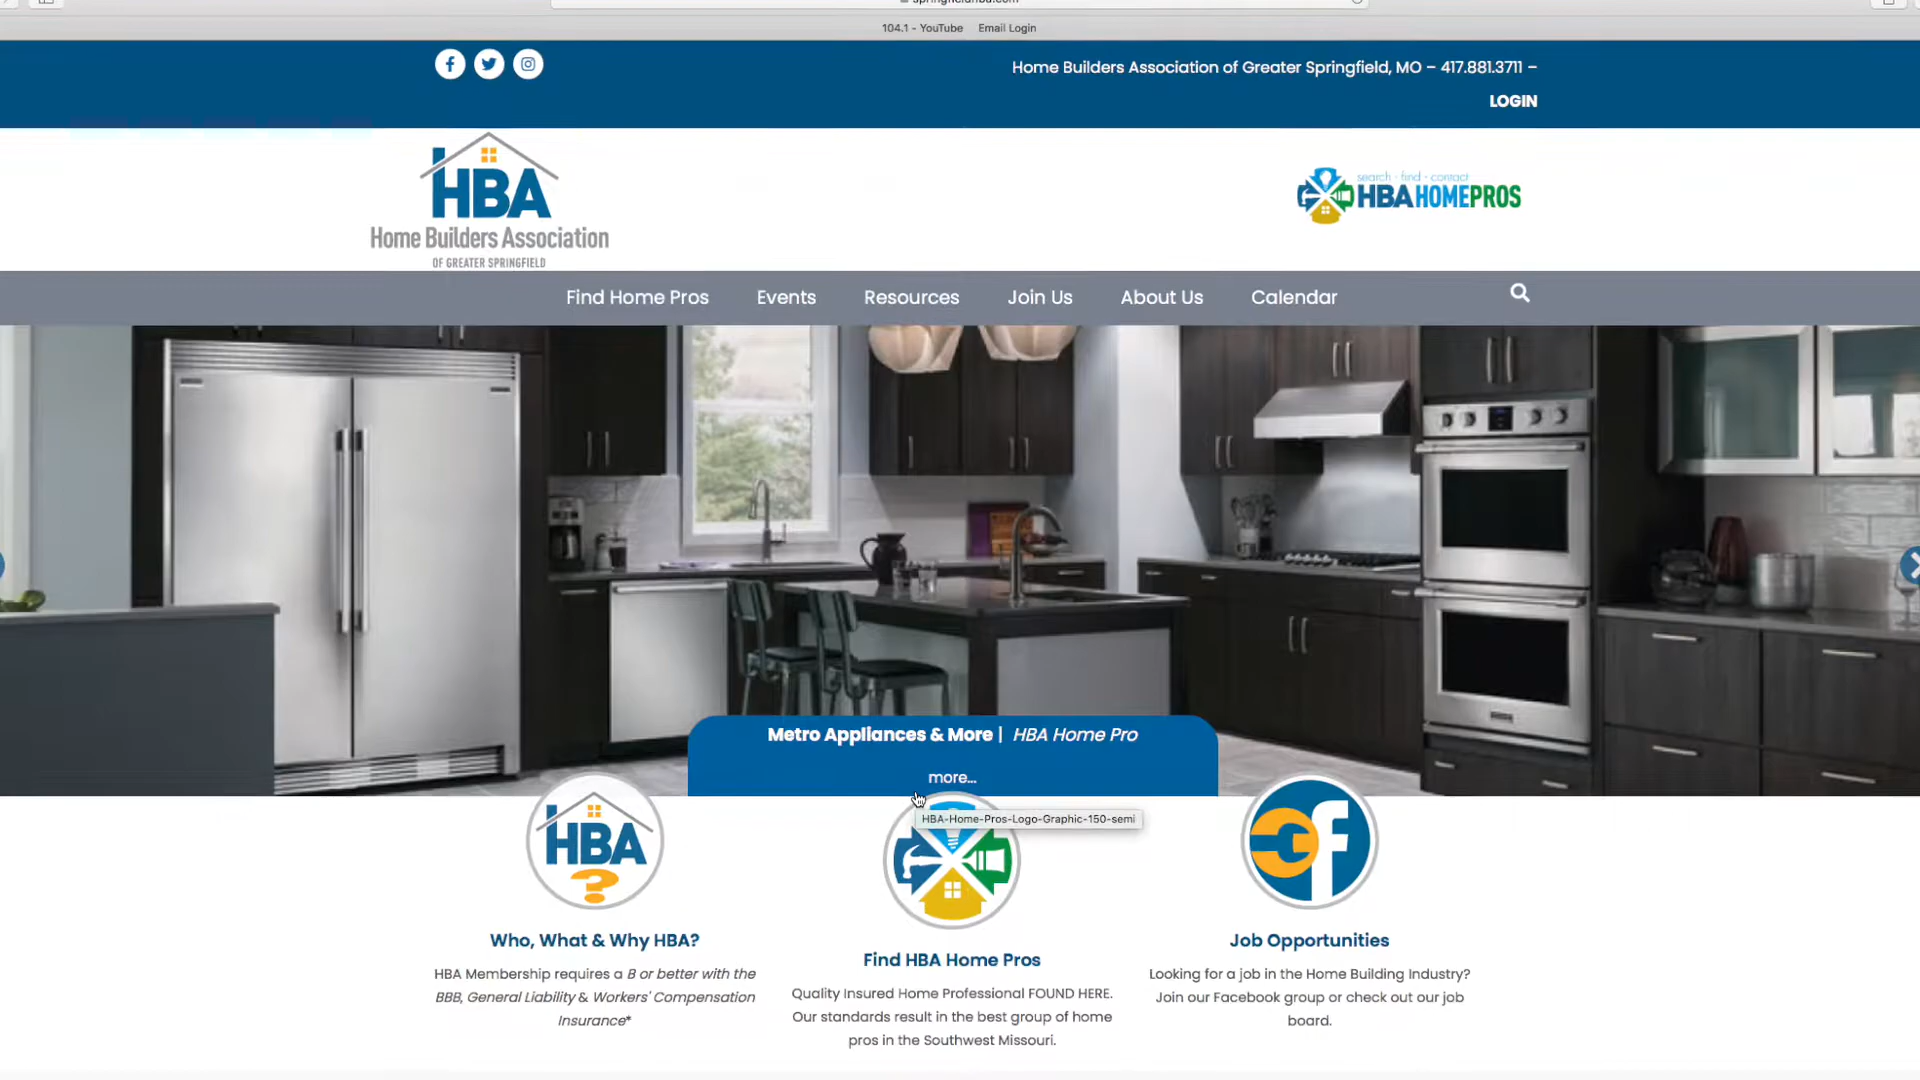 104.1 - YouTube Email Login
Home Builders Association of Greater Springfield, MO – 417.881.3711 –
LOGIN
HBA
Home Builders Association
OF GREATER SPRINGFIELD
search · find · contact
HBAHOMEPROS
Find Home Pros Events Resources Join Us About Us Calendar
Metro Appliances & More | HBA Home Pro
more...
HBA-Home-Pros-Logo-Graphic-150-semi
HBA
?
Who, What & Why HBA?
HBA Membership requires a B or better with the
BBB, General Liability & Workers' Compensation
Insurance*
Find HBA Home Pros
Quality Insured Home Professional FOUND HERE.
Our standards result in the best group of home
pros in the Southwest Missouri.
f
Job Opportunities
Looking for a job in the Home Building Industry?
Join our Facebook group or check out our job
board.